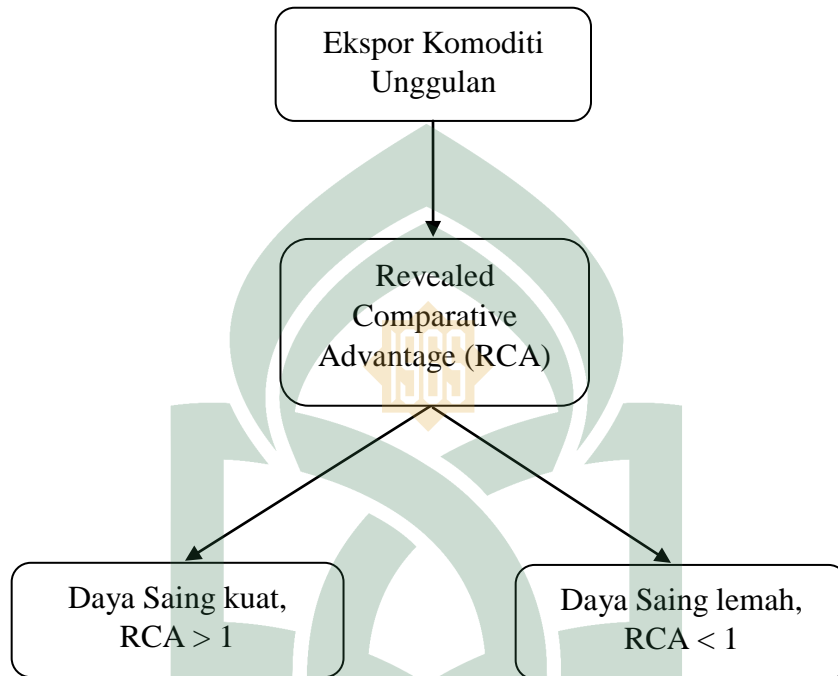 Ekspor Komoditi
Unggulan
Revealed
Comparative
Advantage (RCA)
Daya Saing kuat,
RCA > 1
Daya Saing lemah,
RCA < 1